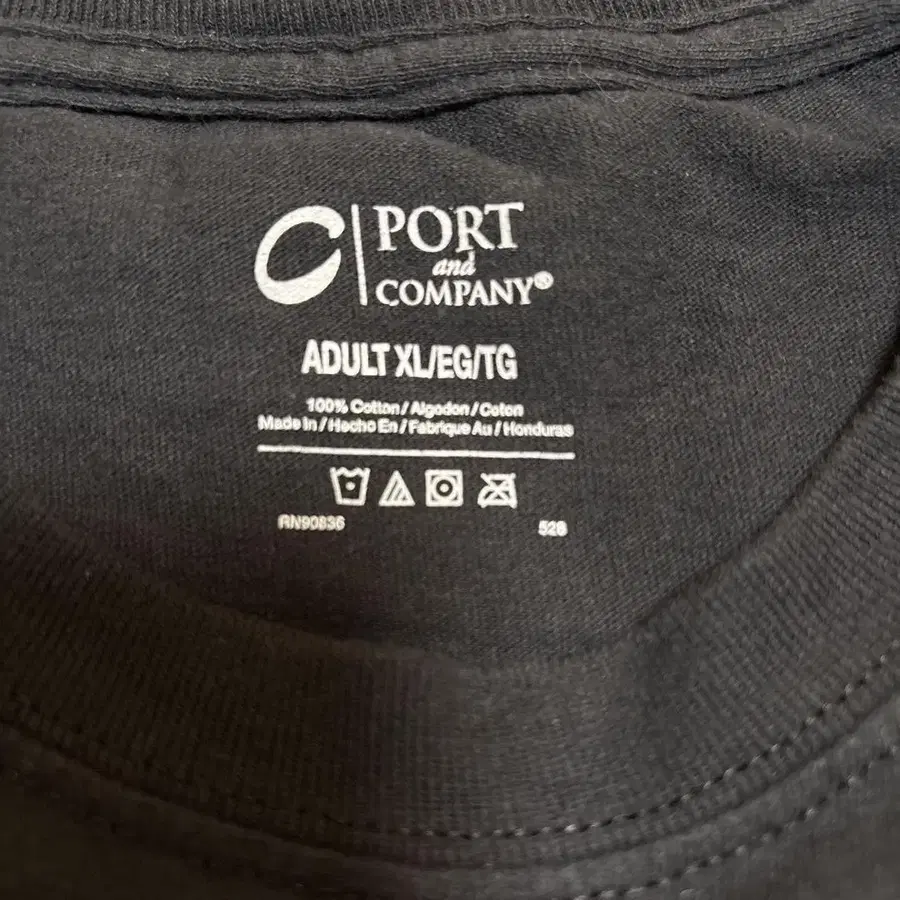 PORT
and
COMPANY®
ADULT XL/EG/TG
100% Cotton / Algodon / Coton
Made In / Hecho En / Fabrique Au / Honduras
RN90836
528